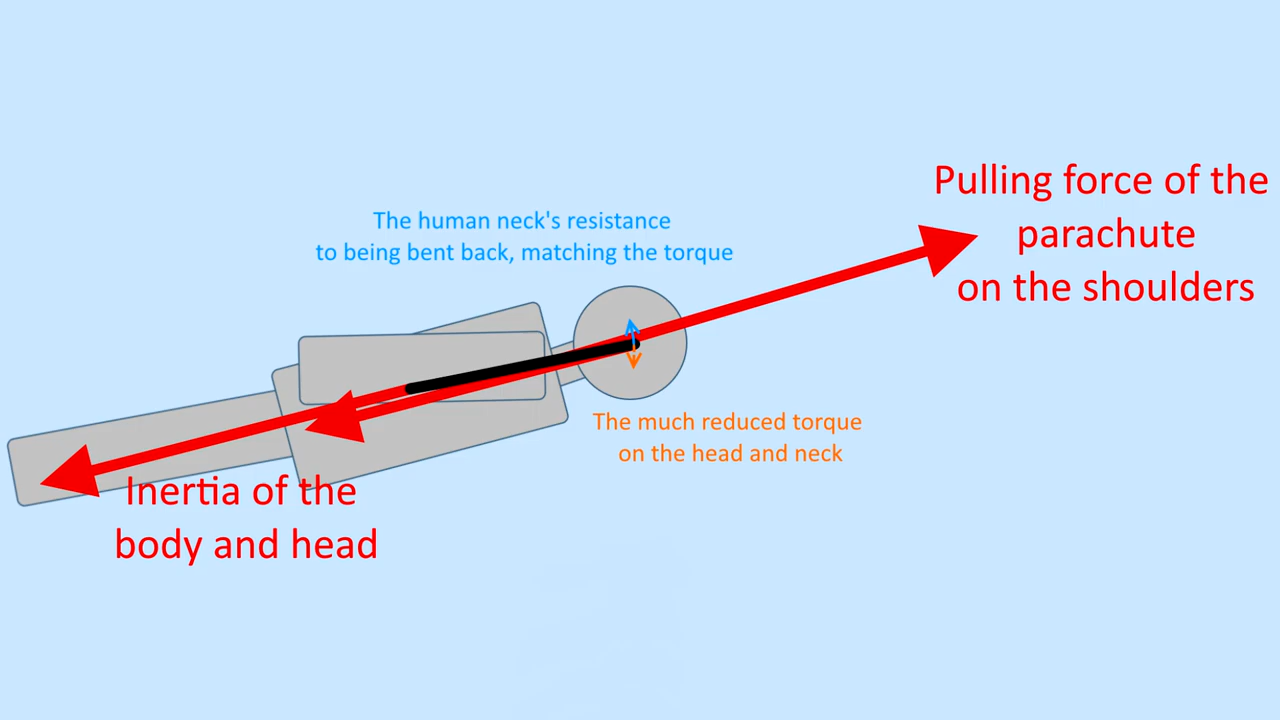 Pulling force of the
parachute
on the shoulders
The human neck's resistance
to being bent back, matching the torque
The much reduced torque
on the head and neck
Inertia of the
body and head